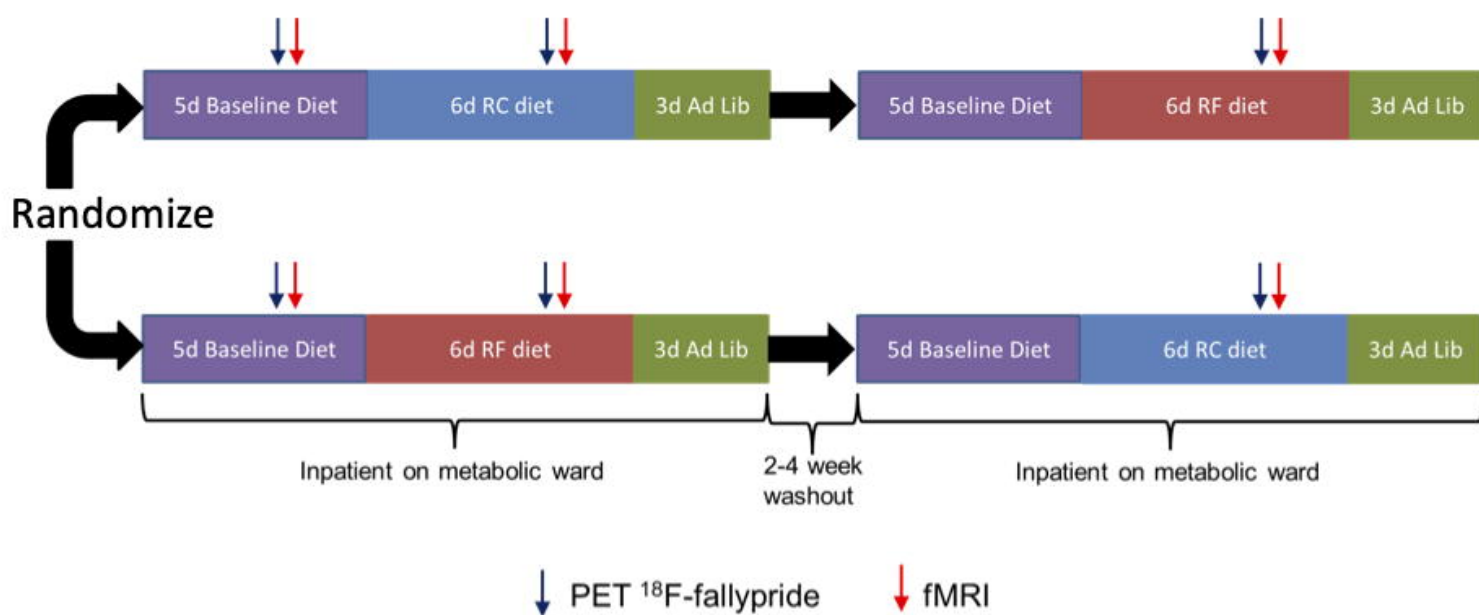 5d Baseline Diet 6d RC diet 3d Ad Lib 5d Baseline Diet 6d RF diet 3d Ad Lib
Randomize
5d Baseline Diet 6d RF diet 3d Ad Lib 5d Baseline Diet 6d RC diet 3d Ad Lib
Inpatient on metabolic ward
2-4 week
washout
Inpatient on metabolic ward
PET ¹⁸F-fallypride fMRI